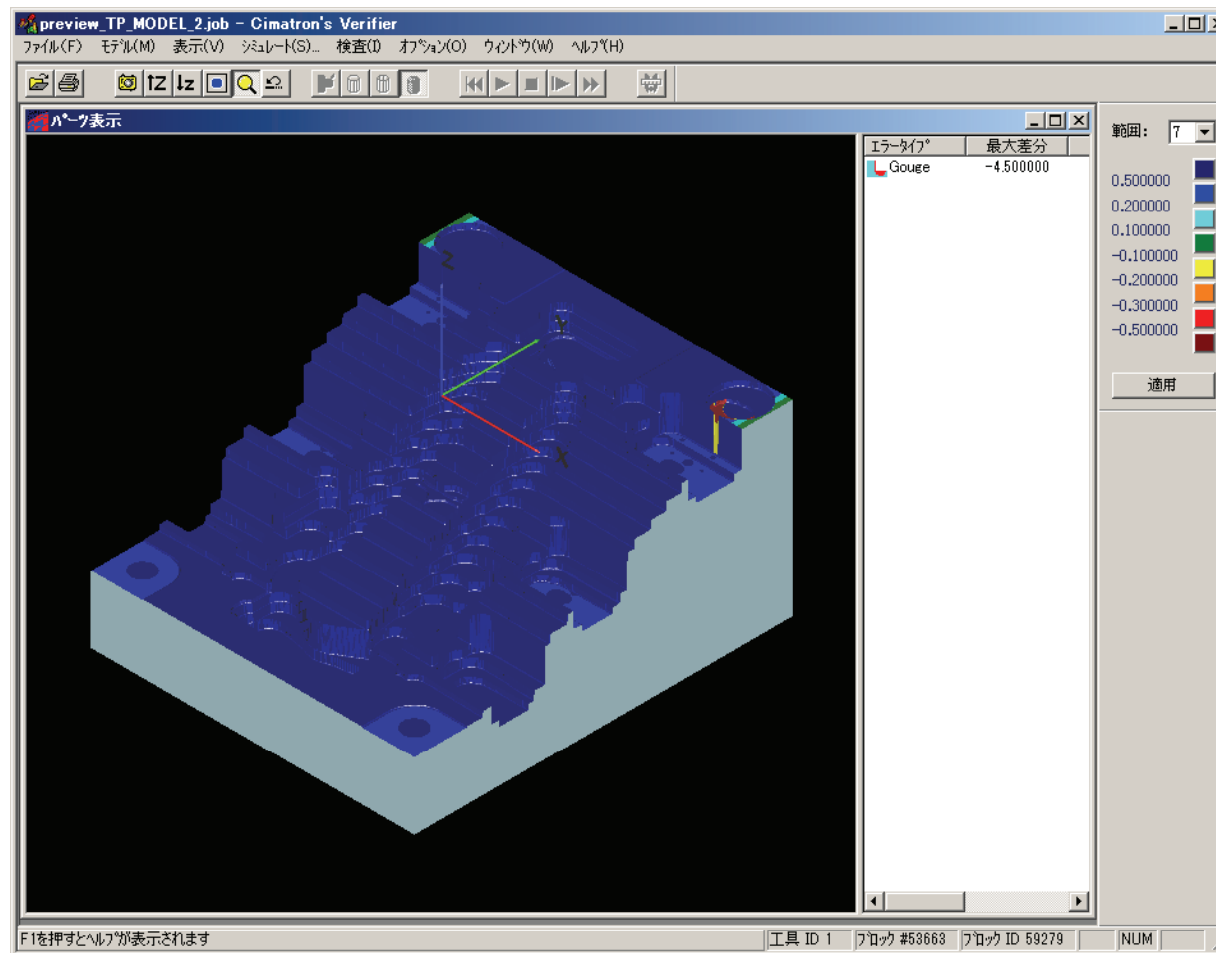 preview_TP_MODEL_2.job - Cimatron's Verifier
ファイル(F) モデル(M) 表示(V) シミュレート(S)... 検査(I) オプション(O) ウィンドウ(W) ヘルプ(H)
↑Z ↓Z
パーツ表示
エラータイプ 最大差分
Gouge -4.500000
範囲: 7
0.500000
0.200000
0.100000
-0.100000
-0.200000
-0.300000
-0.500000
適用
Z
Y
X
F1を押すとヘルプが表示されます 工具 ID 1 ブロック #53663 ブロック ID 59279 NUM